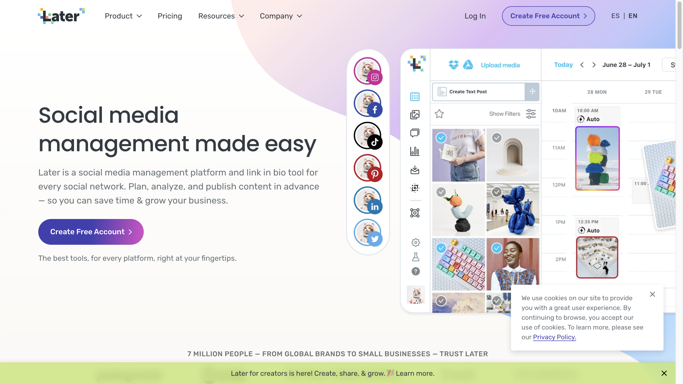 Later
Product
Pricing
Resources
Company
Log In
Create Free Account
ES | EN
Social media
management made easy
Later is a social media management platform and link in bio tool for
every social network. Plan, analyze, and publish content in advance
— so you can save time & grow your business.
Create Free Account
The best tools, for every platform, right at your fingertips.
Upload media
Create Text Post
Show Filters
Today
June 28 – July 1
28 MON
29 TUE
10AM
10:00 AM
Auto
11AM
12PM
11:00
1PM
12:35 PM
Auto
2PM
We use cookies on our site to provide
you with a great user experience. By
continuing to browse, you accept our
use of cookies. To learn more, please see
our Privacy Policy.
7 MILLION PEOPLE — FROM GLOBAL BRANDS TO SMALL BUSINESSES — TRUST LATER
Later for creators is here! Create, share, & grow. 🎉 Learn more.